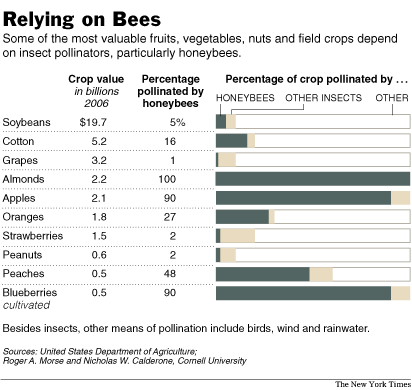 Relying on Bees
Some of the most valuable fruits, vegetables, nuts and field crops depend
on insect pollinators, particularly honeybees.
Crop value
in billions
2006
Percentage
pollinated by
honeybees
Percentage of crop pollinated by ...
HONEYBEES OTHER INSECTS OTHER
Soybeans $19.7 5%
Cotton 5.2 16
Grapes 3.2 1
Almonds 2.2 100
Apples 2.1 90
Oranges 1.8 27
Strawberries 1.5 2
Peanuts 0.6 2
Peaches 0.5 48
Blueberries 0.5 90
cultivated
Besides insects, other means of pollination include birds, wind and rainwater.
Sources: United States Department of Agriculture;
Roger A. Morse and Nicholas W. Calderone, Cornell University
The New York Times